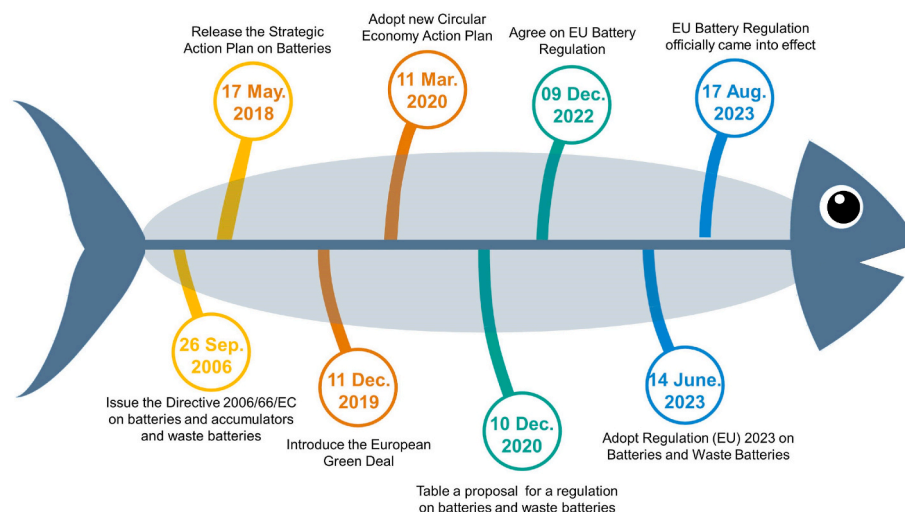 Release the Strategic
Action Plan on Batteries
17 May.
2018
Adopt new Circular
Economy Action Plan
11 Mar.
2020
Agree on EU Battery
Regulation
09 Dec.
2022
EU Battery Regulation
officially came into effect
17 Aug.
2023
26 Sep.
2006
Issue the Directive 2006/66/EC
on batteries and accumulators
and waste batteries
11 Dec.
2019
Introduce the European
Green Deal
10 Dec.
2020
Table a proposal for a regulation
on batteries and waste batteries
14 June.
2023
Adopt Regulation (EU) 2023 on
Batteries and Waste Batteries